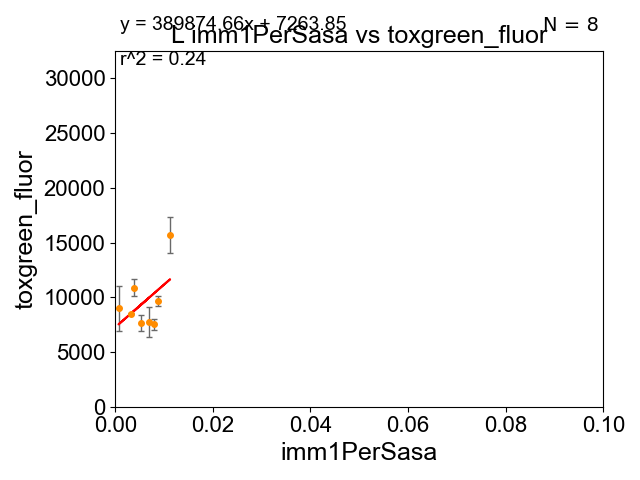 y = 389874.66x + 7263.85
N = 8
L imm1PerSasa vs toxgreen_fluor
r^2 = 0.24
30000
25000
20000
15000
10000
5000
0
toxgreen_fluor
0.00 0.02 0.04 0.06 0.08 0.10
imm1PerSasa